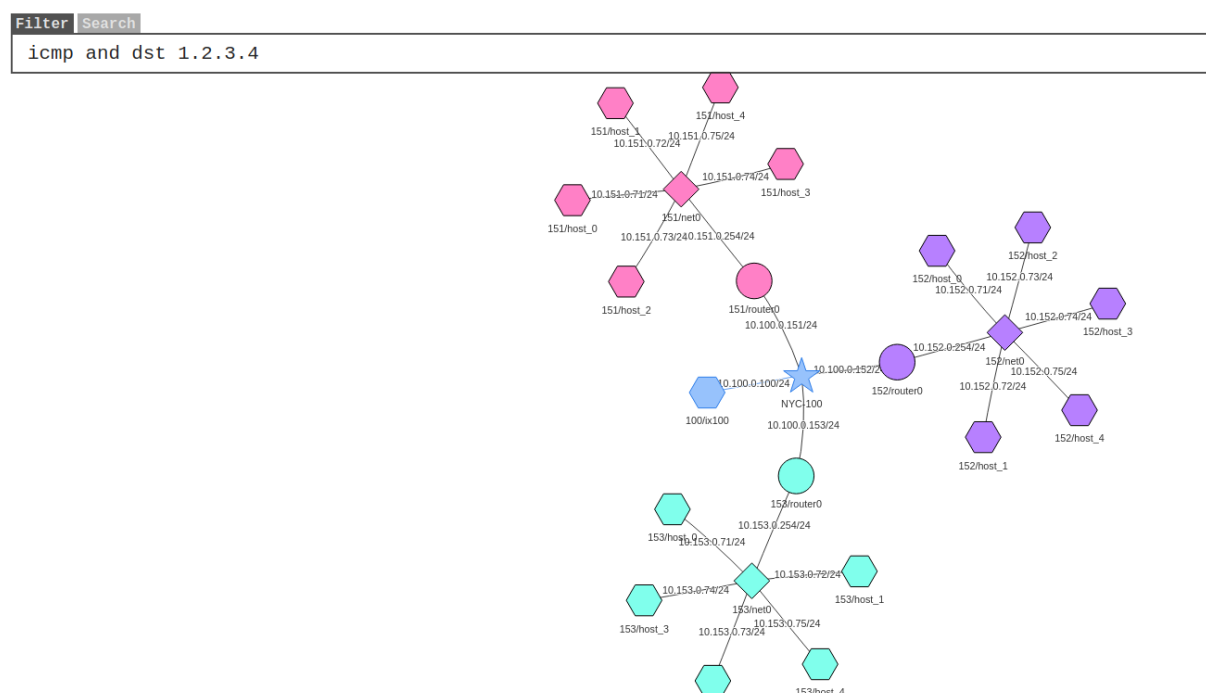 Filter Search
icmp and dst 1.2.3.4
151/host_4
151/host_1
10.151.0.75/24
10.151.0.72/24
10.151.0.74/24
151/host_3
10.151.0.71/24
151/net0
151/host_0
10.151.0.73/24
10.151.0.254/24
151/host_2
151/router0
10.100.0.151/24
152/host_2
152/host_0
10.152.0.73/24
10.152.0.71/24
10.152.0.74/24
152/host_3
10.152.0.254/24
152/net0
10.152.0.75/24
10.100.0.152/2
10.100.0.100/24
152/router0
10.152.0.72/24
NYC-100
100/ix100
10.100.0.153/24
152/host_4
152/host_1
153/router0
10.153.0.254/24
153/host_0
10.153.0.71/24
10.153.0.72/24
10.153.0.74/24
153/host_1
153/net0
153/host_3
10.153.0.73/24
10.153.0.75/24
153/host_4